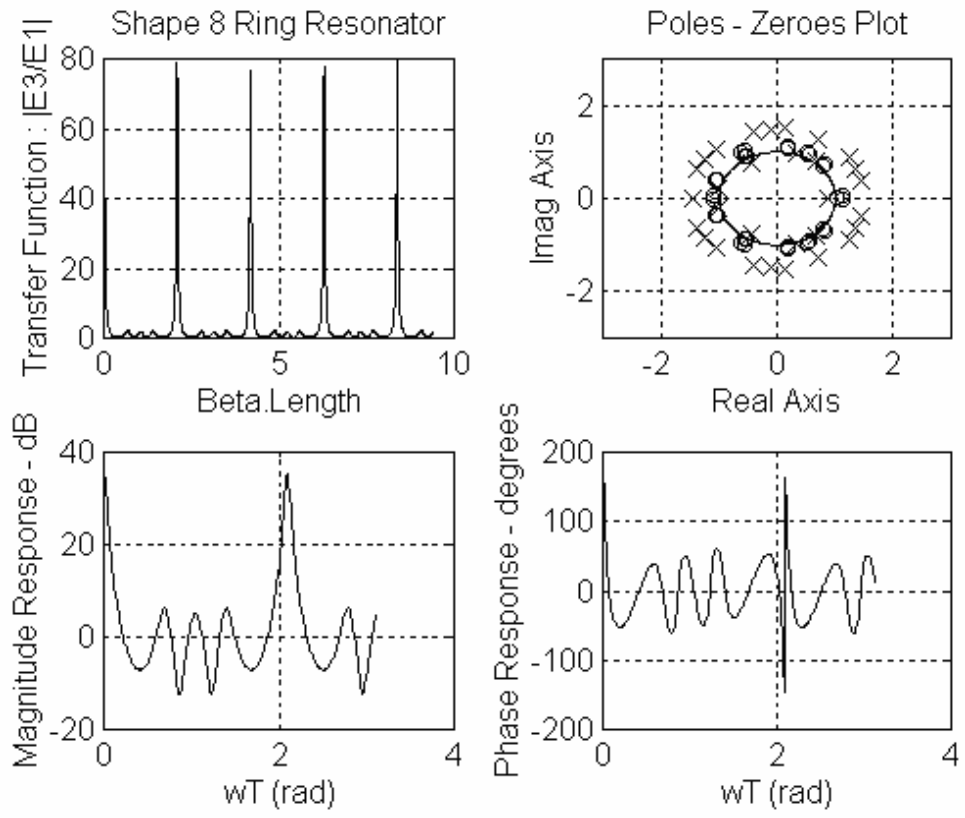 Shape 8 Ring Resonator
Transfer Function : |E3/E1|
80
60
40
20
0
0 5 10
Beta.Length
Poles - Zeroes Plot
Imag Axis
2
0
-2
-2 0 2
Real Axis
Magnitude Response - dB
40
20
0
-20
0 2 4
wT (rad)
Phase Response - degrees
200
100
0
-100
-200
0 2 4
wT (rad)